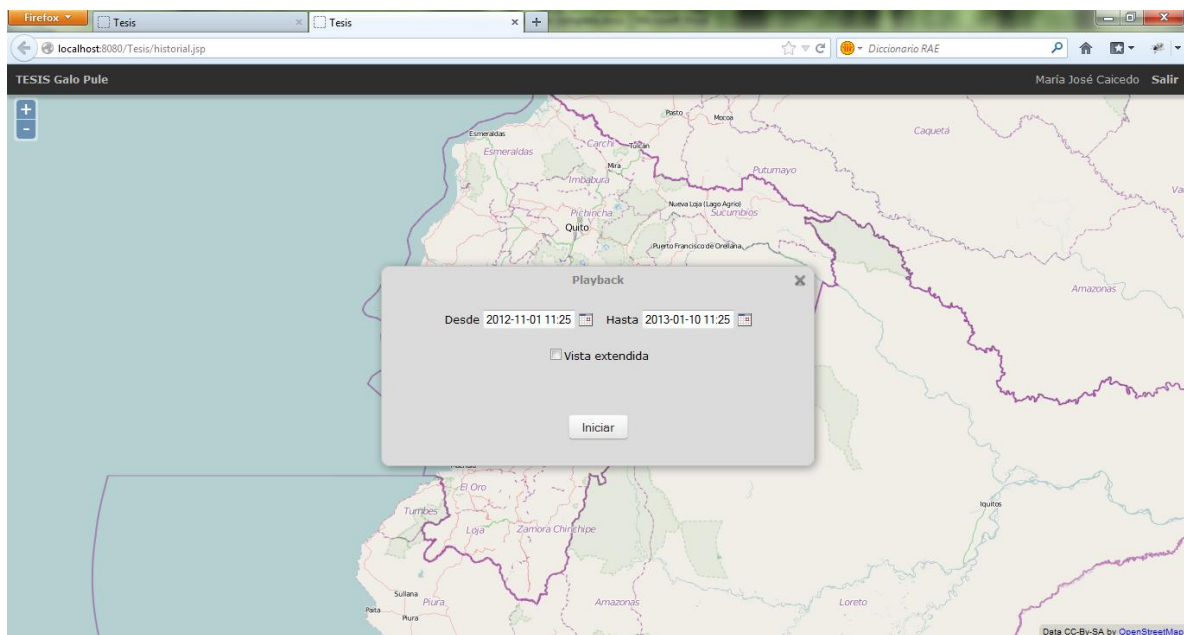 Firefox
Tesis
Tesis
localhost:8080/Tesis/historial.jsp
Diccionario RAE
TESIS Galo Pule
María José Caicedo Salir
+
-
Esmeraldas
Esmeraldas
Carchi
Tulcán
Pasto
Mocoa
Caquetá
Mira
Imbabura
Putumayo
Nueva Loja (Lago Agrio)
Sucumbíos
Pichincha
Quito
Puerto Francisco de Orellana
Amazonas
Playback
Desde 2012-11-01 11:25 Hasta 2013-01-10 11:25
Vista extendida
Iniciar
El Oro
Tumbes
Loja
Zamora Chinchipe
Iquitos
Sullana
Piura
Paita
Piura
Amazonas
Loreto
Data CC-By-SA by OpenStreetMap